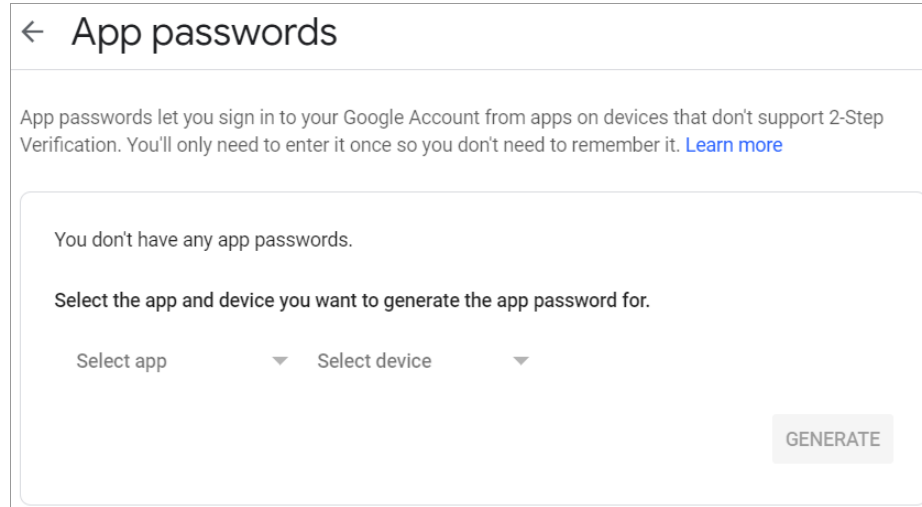 App passwords
App passwords let you sign in to your Google Account from apps on devices that don't support 2-Step
Verification. You'll only need to enter it once so you don't need to remember it. Learn more
You don't have any app passwords.
Select the app and device you want to generate the app password for.
Select app Select device
GENERATE